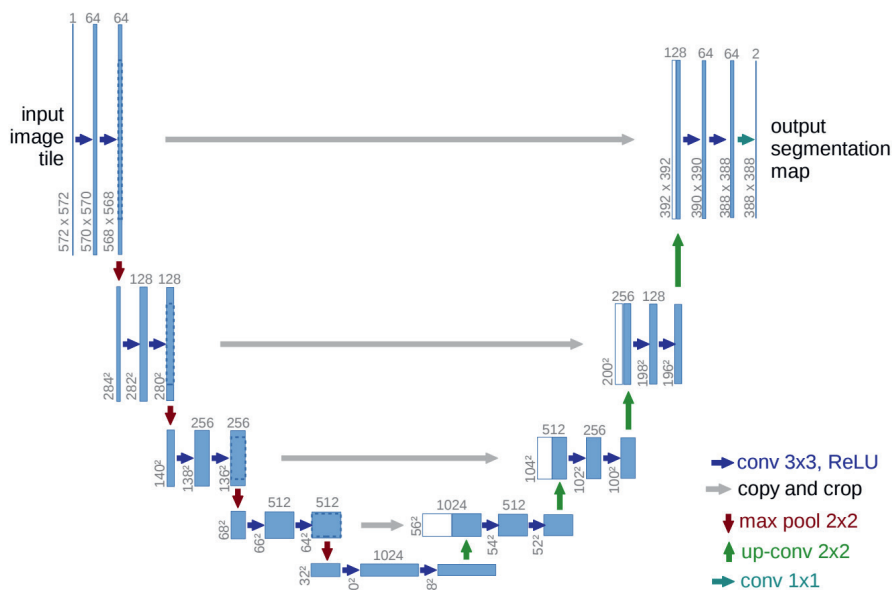 1
64
64
input
image
tile
572 x 572
570 x 570
568 x 568
128
64
64
2
output
segmentation
map
392 x 392
390 x 390
388 x 388
388 x 388
128
128
284²
282²
280²
256
128
200²
198²
196²
256
256
140²
138²
136²
512
256
104²
102²
100²
512
512
68²
66²
64²
1024
512
56²
54²
52²
1024
32²
0²
8²
conv 3x3, ReLU
copy and crop
max pool 2x2
up-conv 2x2
conv 1x1